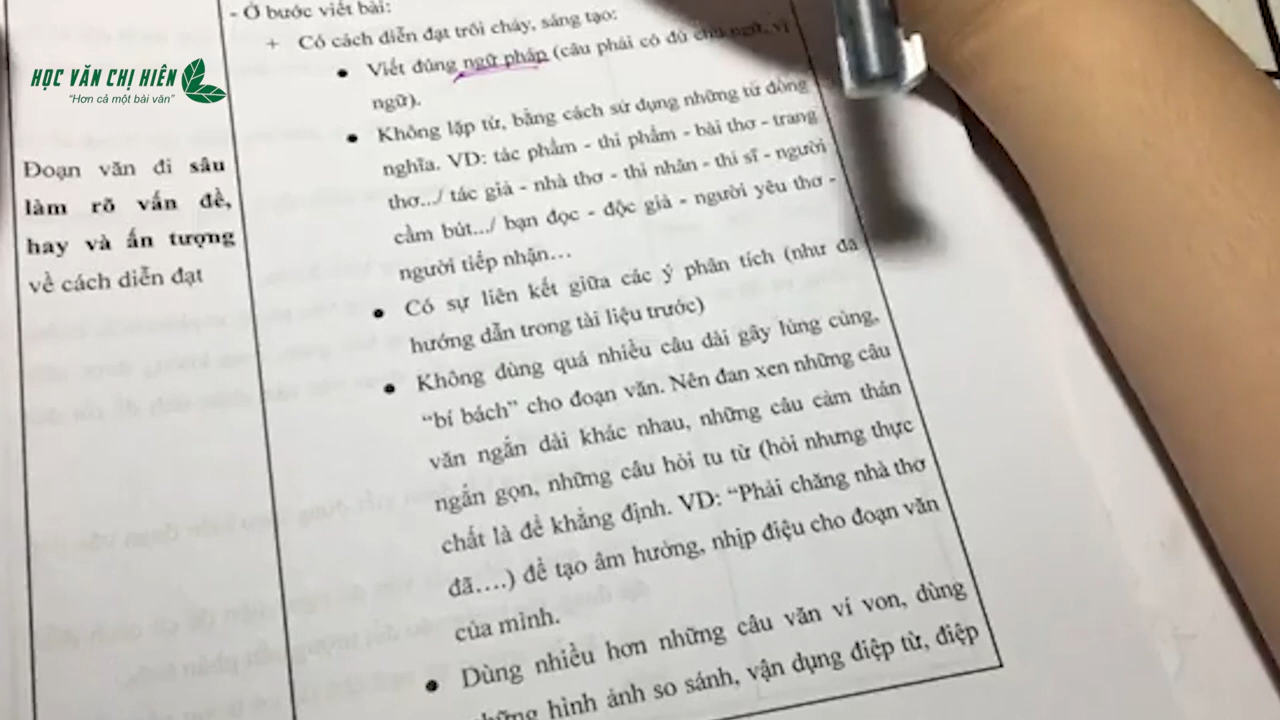 HỌC VĂN CHỊ HIÊN
"Hơn cả một bài văn"
Đoạn văn đi sâu
làm rõ vấn đề,
hay và ấn tượng
về cách diễn đạt
- Ở bước viết bài:
+ Có cách diễn đạt trôi chảy, sáng tạo:
• Viết đúng ngữ pháp (câu phải có đủ chủ ngữ, vị
ngữ).
• Không lặp từ, bằng cách sử dụng những từ đồng
nghĩa. VD: tác phẩm - thi phẩm - bài thơ - trang
thơ.../ tác giả - nhà thơ - thi nhân - thi sĩ - người
cầm bút.../ bạn đọc - độc giả - người yêu thơ -
người tiếp nhận...
• Có sự liên kết giữa các ý phân tích (như đã
hướng dẫn trong tài liệu trước)
• Không dùng quá nhiều câu dài gây lủng củng,
“bí bách” cho đoạn văn. Nên đan xen những câu
văn ngắn dài khác nhau, những câu cảm thán
ngắn gọn, những câu hỏi tu từ (hỏi nhưng thực
chất là để khẳng định. VD: “Phải chăng nhà thơ
đã….) để tạo âm hưởng, nhịp điệu cho đoạn văn
của mình.
• Dùng nhiều hơn những câu văn ví von, dùng
những hình ảnh so sánh, vận dụng điệp từ, điệp